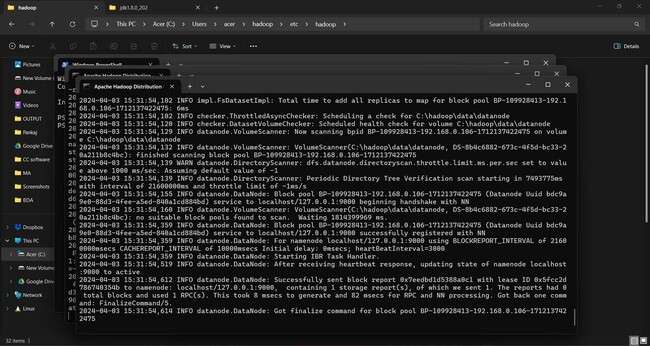 hadoop
jdk1.8.0_202
This PC > Acer (C:) > Users > acer > hadoop > etc > hadoop >
Search hadoop
New
Sort
View
Details
Pictures
New Volume
Music
Videos
OUTPUT
Pankaj
Google Drive
CC software
MA
Screenshots
EDA
Dropbox
This PC
Acer (C:)
New Volume
Google Drive
Network
Linux
32 items
Windows PowerShell
Apache Hadoop Distribution
Apache Hadoop Distribution
2024-04-03 15:31:54,102 INFO impl.FsDatasetImpl: Total time to add all replicas to map for block pool BP-109928413-192.1
68.0.106-1712137422475: 6ms
2024-04-03 15:31:54,104 INFO checker.ThrottledAsyncChecker: Scheduling a check for C:\hadoop\data\datanode
2024-04-03 15:31:54,120 INFO checker.DatasetVolumeChecker: Scheduled health check for volume C:\hadoop\data\datanode
2024-04-03 15:31:54,129 INFO datanode.VolumeScanner: Now scanning bpid BP-109928413-192.168.0.106-1712137422475 on volum
e C:\hadoop\data\datanode
2024-04-03 15:31:54,132 INFO datanode.VolumeScanner: VolumeScanner(C:\hadoop\data\datanode, DS-8b4c6882-673c-4f5d-bc33-2
0a211b8c4bc): finished scanning block pool BP-109928413-192.168.0.106-1712137422475
2024-04-03 15:31:54,139 WARN datanode.DirectoryScanner: dfs.datanode.directoryscan.throttle.limit.ms.per.sec set to valu
e above 1000 ms/sec. Assuming default value of -1
2024-04-03 15:31:54,145 INFO datanode.DirectoryScanner: Periodic Directory Tree Verification scan starting in 7493775ms
with interval of 21600000ms and throttle limit of -1ms/s
2024-04-03 15:31:54,155 INFO datanode.DataNode: Block pool BP-109928413-192.168.0.106-1712137422475 (Datanode Uuid bdc9a
9e0-88d3-4fee-a5ed-840a1cd884bd) service to localhost/127.0.0.1:9000 beginning handshake with NN
2024-04-03 15:31:54,160 INFO datanode.VolumeScanner: VolumeScanner(C:\hadoop\data\datanode, DS-8b4c6882-673c-4f5d-bc33-2
0a211b8c4bc): no suitable block pools found to scan.  Waiting 1814399969 ms.
2024-04-03 15:31:54,359 INFO datanode.DataNode: Block pool BP-109928413-192.168.0.106-1712137422475 (Datanode Uuid bdc9a
9e0-88d3-4fee-a5ed-840a1cd884bd) service to localhost/127.0.0.1:9000 successfully registered with NN
2024-04-03 15:31:54,359 INFO datanode.DataNode: For namenode localhost/127.0.0.1:9000 using BLOCKREPORT_INTERVAL of 2160
0000msecs CACHEREPORT_INTERVAL of 10000msecs Initial delay: 0msecs; heartBeatInterval=3000
2024-04-03 15:31:54,359 INFO datanode.DataNode: Starting IBR Task Handler.
2024-04-03 15:31:54,519 INFO datanode.DataNode: After receiving heartbeat response, updating state of namenode localhost
:9000 to active
2024-04-03 15:31:54,612 INFO datanode.DataNode: Successfully sent block report 0x7eedbd1d5388a0c1 with lease ID 0x5fcc2d
786740354b to namenode: localhost/127.0.0.1:9000,  containing 1 storage report(s), of which we sent 1. The reports had 0
total blocks and used 1 RPC(s). This took 8 msecs to generate and 82 msecs for RPC and NN processing. Got back one com
mand: FinalizeCommand/5.
2024-04-03 15:31:54,614 INFO datanode.DataNode: Got finalize command for block pool BP-109928413-192.168.0.106-171213742
2475